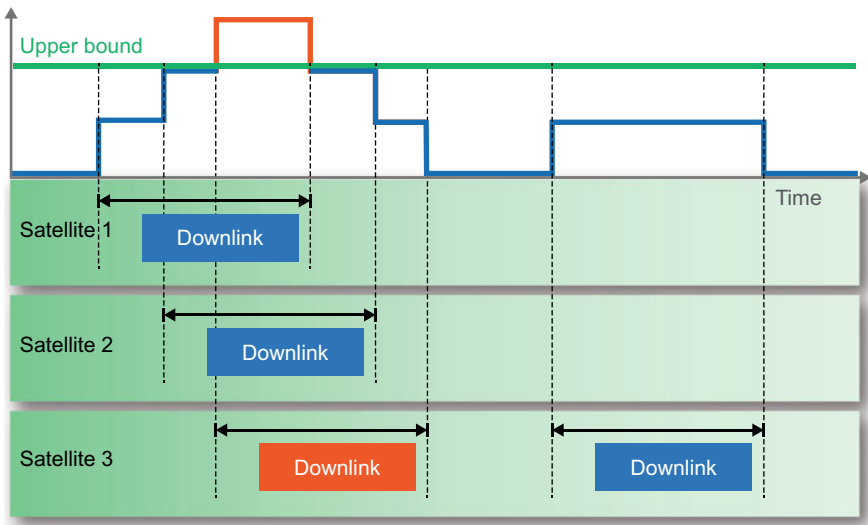 Upper bound
Time
Satellite 1
Downlink
Satellite 2
Downlink
Satellite 3
Downlink
Downlink